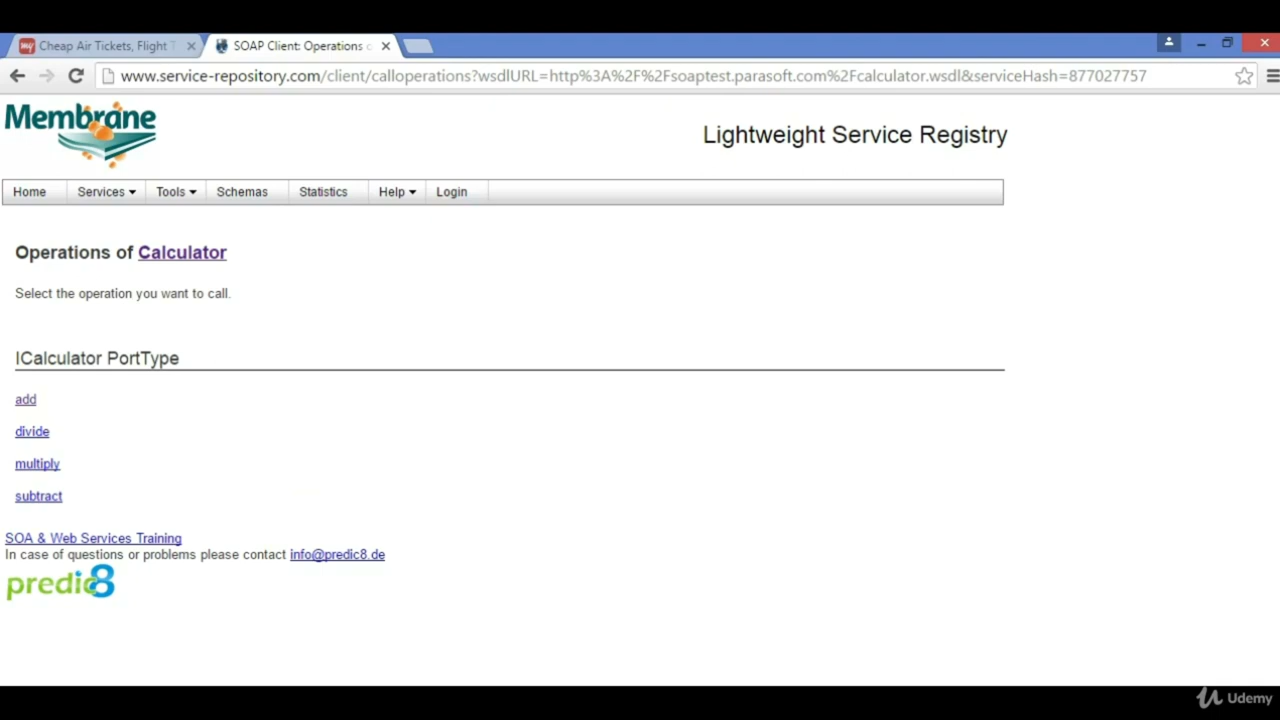 my Cheap Air Tickets, Flight T
SOAP Client: Operations o
www.service-repository.com/client/calloperations?wsdlURL=http%3A%2F%2Fsoaptest.parasoft.com%2Fcalculator.wsdl&serviceHash=877027757
Membrane
Lightweight Service Registry
Home Services Tools Schemas Statistics Help Login
Operations of Calculator
Select the operation you want to call.
ICalculator PortType
add
divide
multiply
subtract
SOA & Web Services Training
In case of questions or problems please contact info@predic8.de
predic8
Udemy